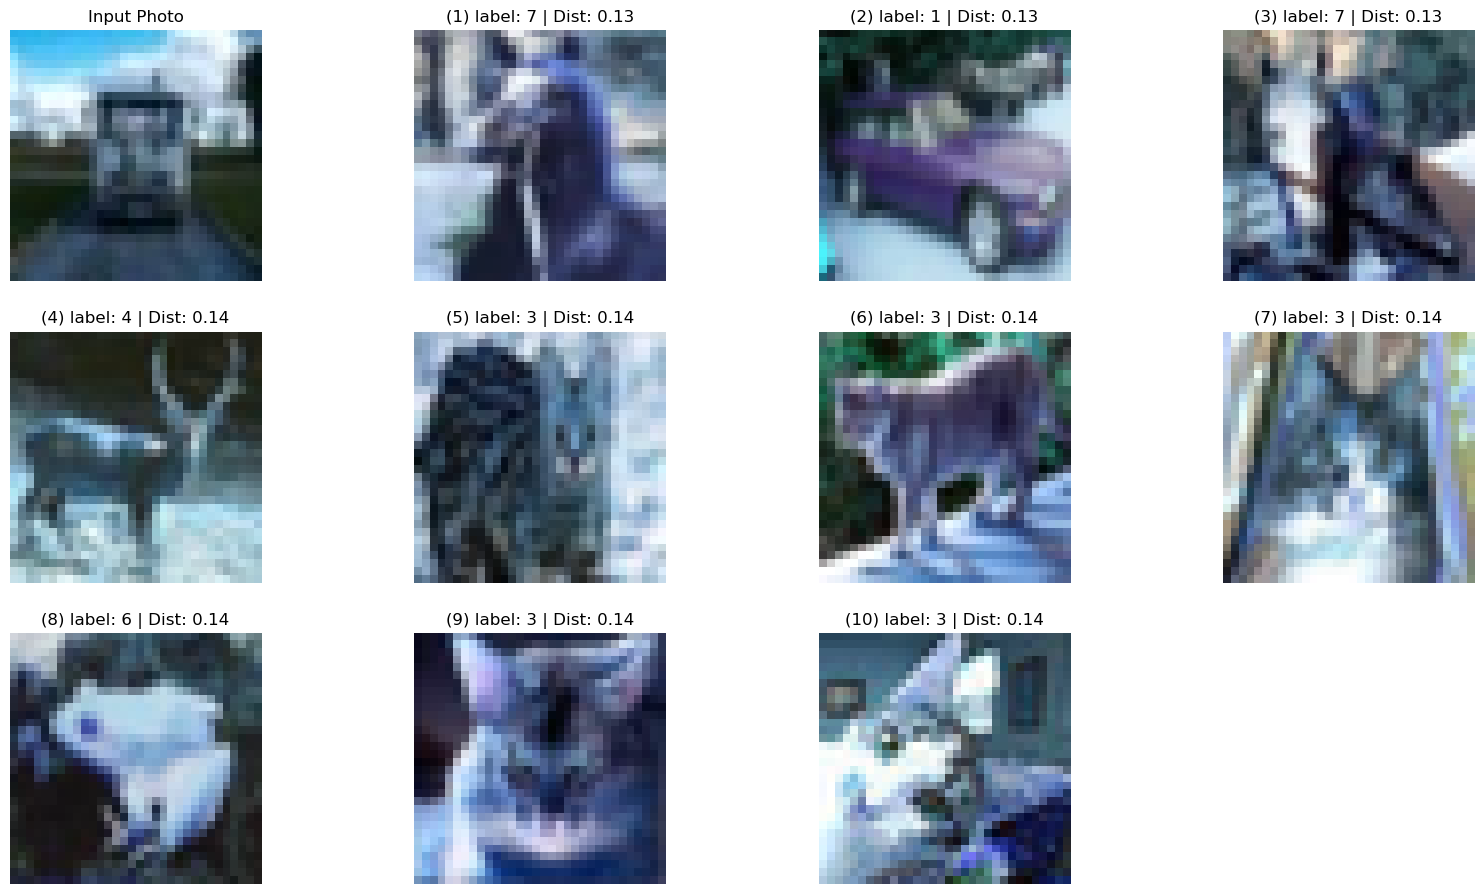 Input Photo
(1) label: 7 | Dist: 0.13
(2) label: 1 | Dist: 0.13
(3) label: 7 | Dist: 0.13
(4) label: 4 | Dist: 0.14
(5) label: 3 | Dist: 0.14
(6) label: 3 | Dist: 0.14
(7) label: 3 | Dist: 0.14
(8) label: 6 | Dist: 0.14
(9) label: 3 | Dist: 0.14
(10) label: 3 | Dist: 0.14